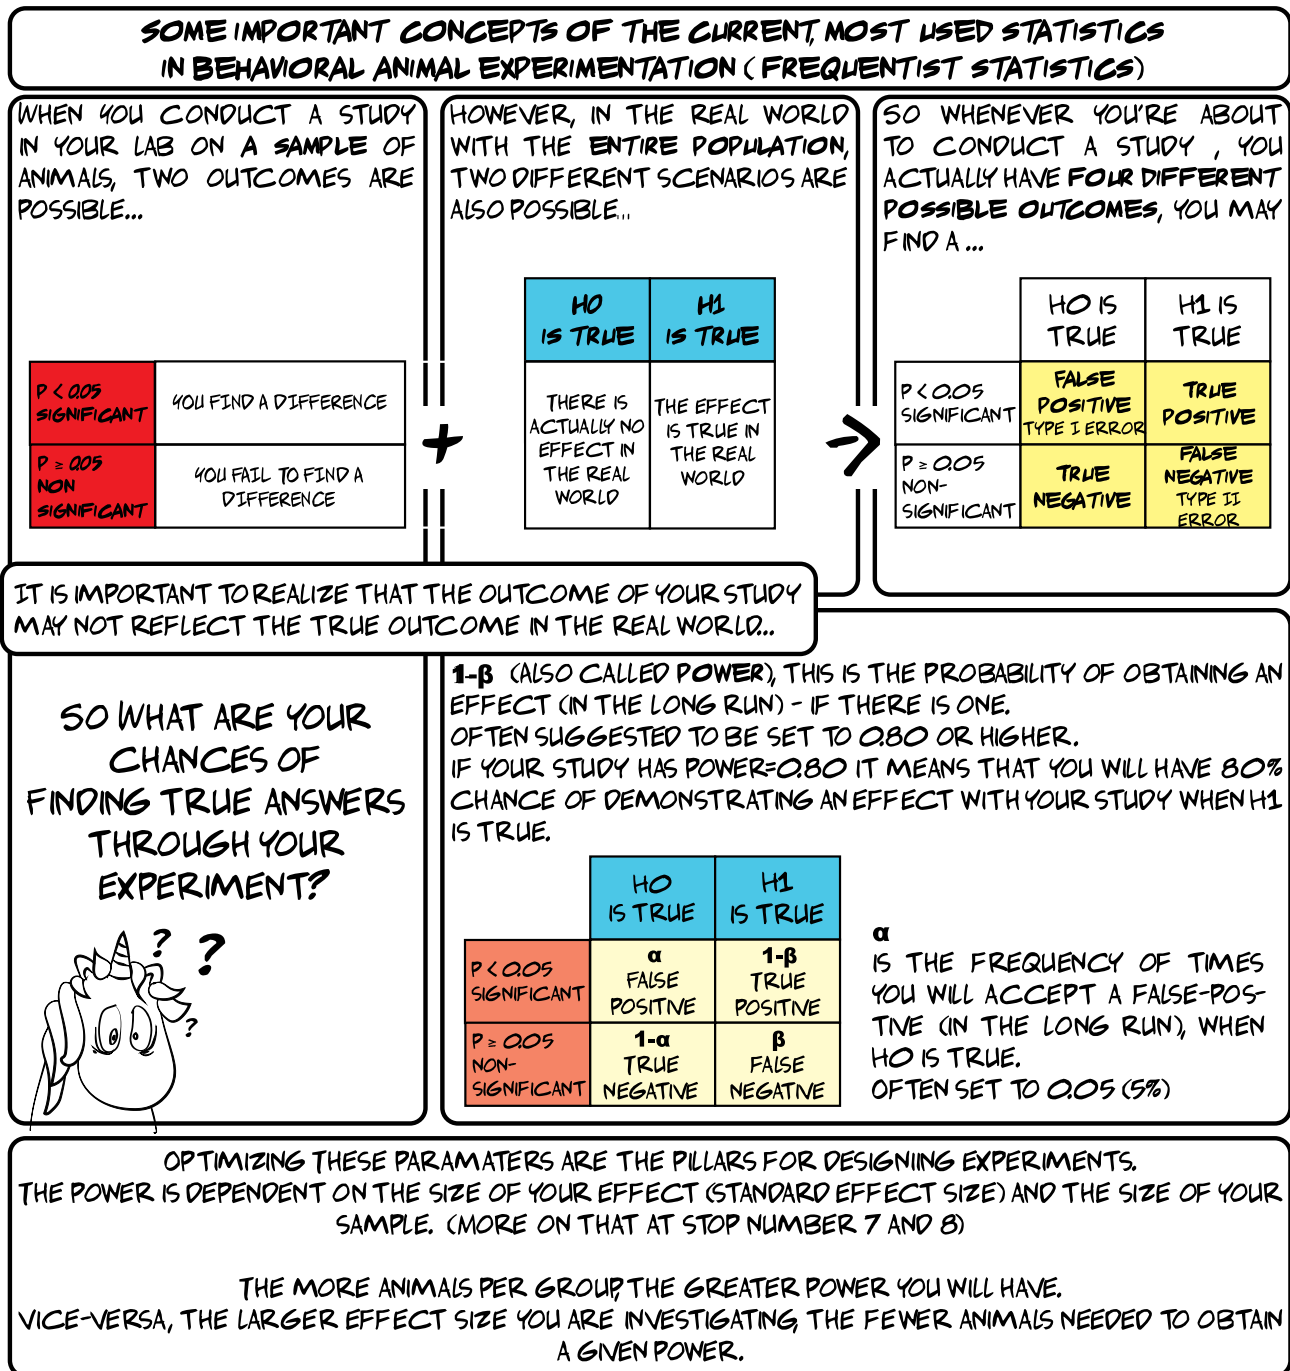 SOME IMPORTANT CONCEPTS OF THE CURRENT, MOST USED STATISTICS
IN BEHAVIORAL ANIMAL EXPERIMENTATION ( FREQUENTIST STATISTICS)
WHEN YOU CONDUCT A STUDY
IN YOUR LAB ON A SAMPLE OF
ANIMALS, TWO OUTCOMES ARE
POSSIBLE...
P < 0.05
SIGNIFICANT
YOU FIND A DIFFERENCE
P ≥ 0.05
NON
SIGNIFICANT
YOU FAIL TO FIND A
DIFFERENCE
+
HOWEVER, IN THE REAL WORLD
WITH THE ENTIRE POPULATION,
TWO DIFFERENT SCENARIOS ARE
ALSO POSSIBLE...
H0
IS TRUE
H1
IS TRUE
THERE IS
ACTUALLY NO
EFFECT IN
THE REAL
WORLD
THE EFFECT
IS TRUE IN
THE REAL
WORLD
SO WHENEVER YOU'RE ABOUT
TO CONDUCT A STUDY , YOU
ACTUALLY HAVE FOUR DIFFERENT
POSSIBLE OUTCOMES, YOU MAY
FIND A ...
H0 IS
TRUE
H1 IS
TRUE
P < 0.05
SIGNIFICANT
FALSE
POSITIVE
TYPE I ERROR
TRUE
POSITIVE
P ≥ 0.05
NON-
SIGNIFICANT
TRUE
NEGATIVE
FALSE
NEGATIVE
TYPE II
ERROR
IT IS IMPORTANT TO REALIZE THAT THE OUTCOME OF YOUR STUDY
MAY NOT REFLECT THE TRUE OUTCOME IN THE REAL WORLD...
SO WHAT ARE YOUR
CHANCES OF
FINDING TRUE ANSWERS
THROUGH YOUR
EXPERIMENT?
? ?
?
1-β (ALSO CALLED POWER), THIS IS THE PROBABILITY OF OBTAINING AN
EFFECT (IN THE LONG RUN) - IF THERE IS ONE.
OFTEN SUGGESTED TO BE SET TO 0.80 OR HIGHER.
IF YOUR STUDY HAS POWER=0.80 IT MEANS THAT YOU WILL HAVE 80%
CHANCE OF DEMONSTRATING AN EFFECT WITH YOUR STUDY WHEN H1
IS TRUE.
H0
IS TRUE
H1
IS TRUE
P < 0.05
SIGNIFICANT
α
FALSE
POSITIVE
1-β
TRUE
POSITIVE
P ≥ 0.05
NON-
SIGNIFICANT
1-α
TRUE
NEGATIVE
β
FALSE
NEGATIVE
α
IS THE FREQUENCY OF TIMES
YOU WILL ACCEPT A FALSE-POS-
TIVE (IN THE LONG RUN), WHEN
H0 IS TRUE.
OFTEN SET TO 0.05 (5%)
OPTIMIZING THESE PARAMATERS ARE THE PILLARS FOR DESIGNIING EXPERIMENTS.
THE POWER IS DEPENDENT ON THE SIZE OF YOUR EFFECT (STANDARD EFFECT SIZE) AND THE SIZE OF YOUR
SAMPLE. (MORE ON THAT AT STOP NUMBER 7 AND 8)
THE MORE ANIMALS PER GROUP, THE GREATER POWER YOU WILL HAVE.
VICE-VERSA, THE LARGER EFFECT SIZE YOU ARE INVESTIGATING, THE FEWER ANIMALS NEEDED TO OBTAIN
A GIVEN POWER.